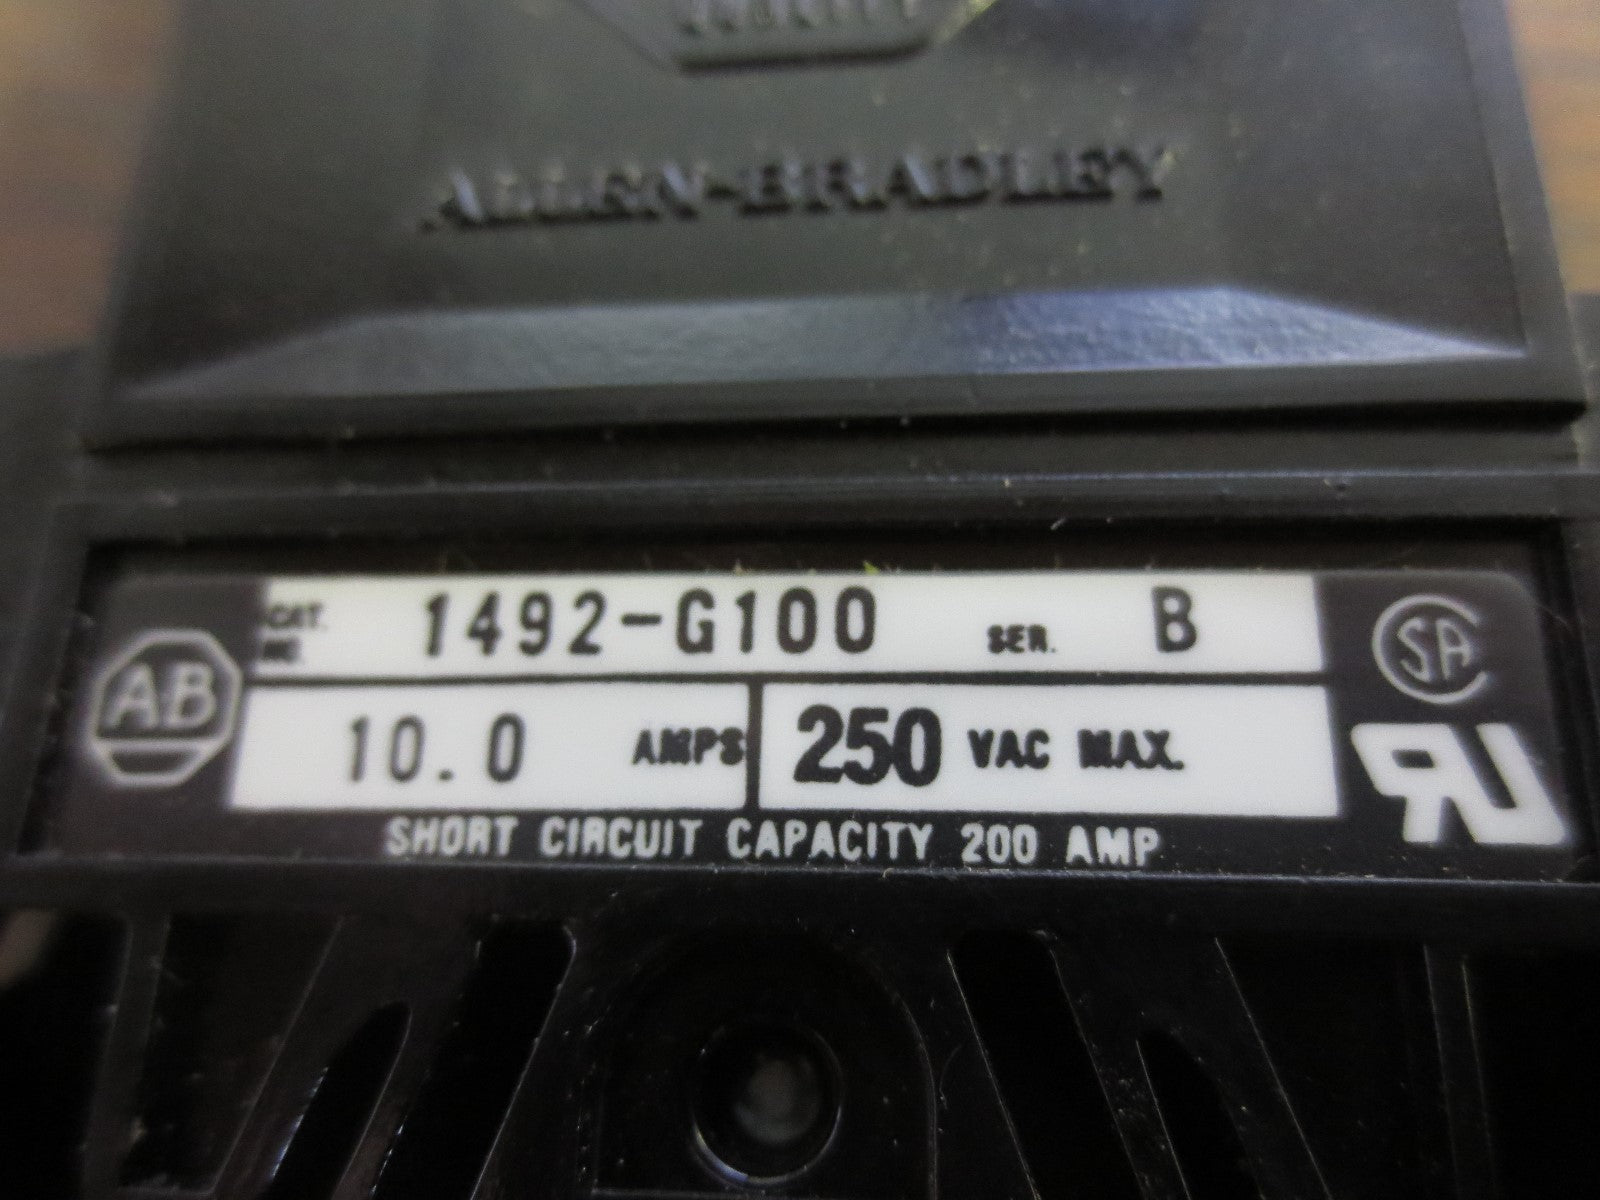 ALLEN-BRADLEY
CAT. 1492-G100 SER. B
NO.
AB
SA
10.0 AMPS 250 VAC MAX.
SHORT CIRCUIT CAPACITY 200 AMP